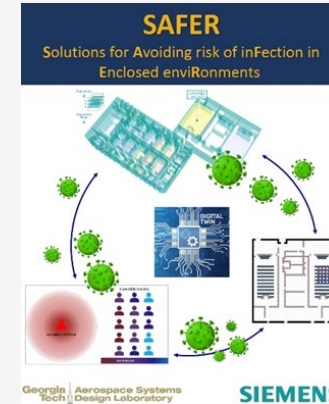 SAFER
Solutions for Avoiding risk of inFection in
Enclosed enviRonments
DIGITAL
TWIN
Georgia Tech
Aerospace Systems
Design Laboratory
SIEMENS